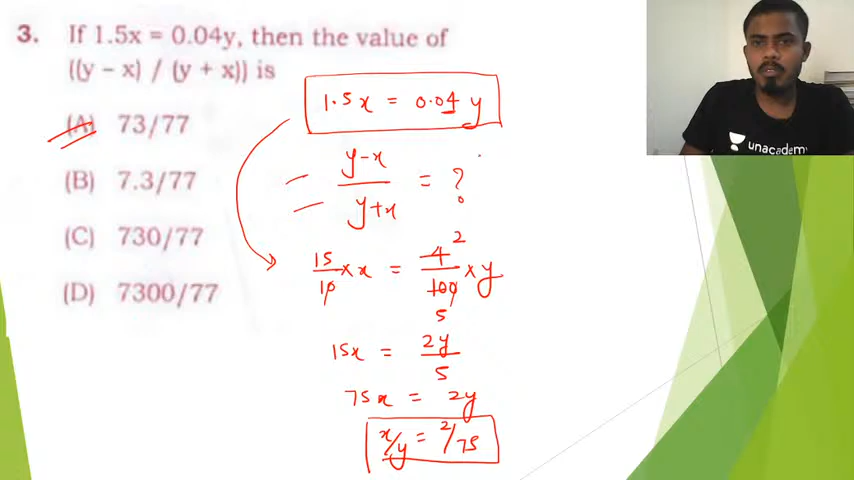 3. If 1.5x = 0.04y, then the value of
((y − x) / (y + x)) is
(A) 73/77
(B) 7.3/77
(C) 730/77
(D) 7300/77
1.5x = 0.04 y
y-x / y+x = ?
15/10 × x = 4/100 × y
2
5
15x = 2y/5
75x = 2y
x/y = 2/75
unacademy